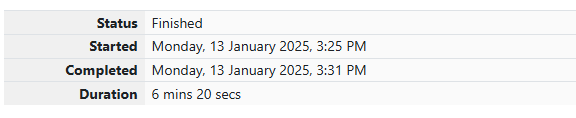 Status Finished
Started Monday, 13 January 2025, 3:25 PM
Completed Monday, 13 January 2025, 3:31 PM
Duration 6 mins 20 secs